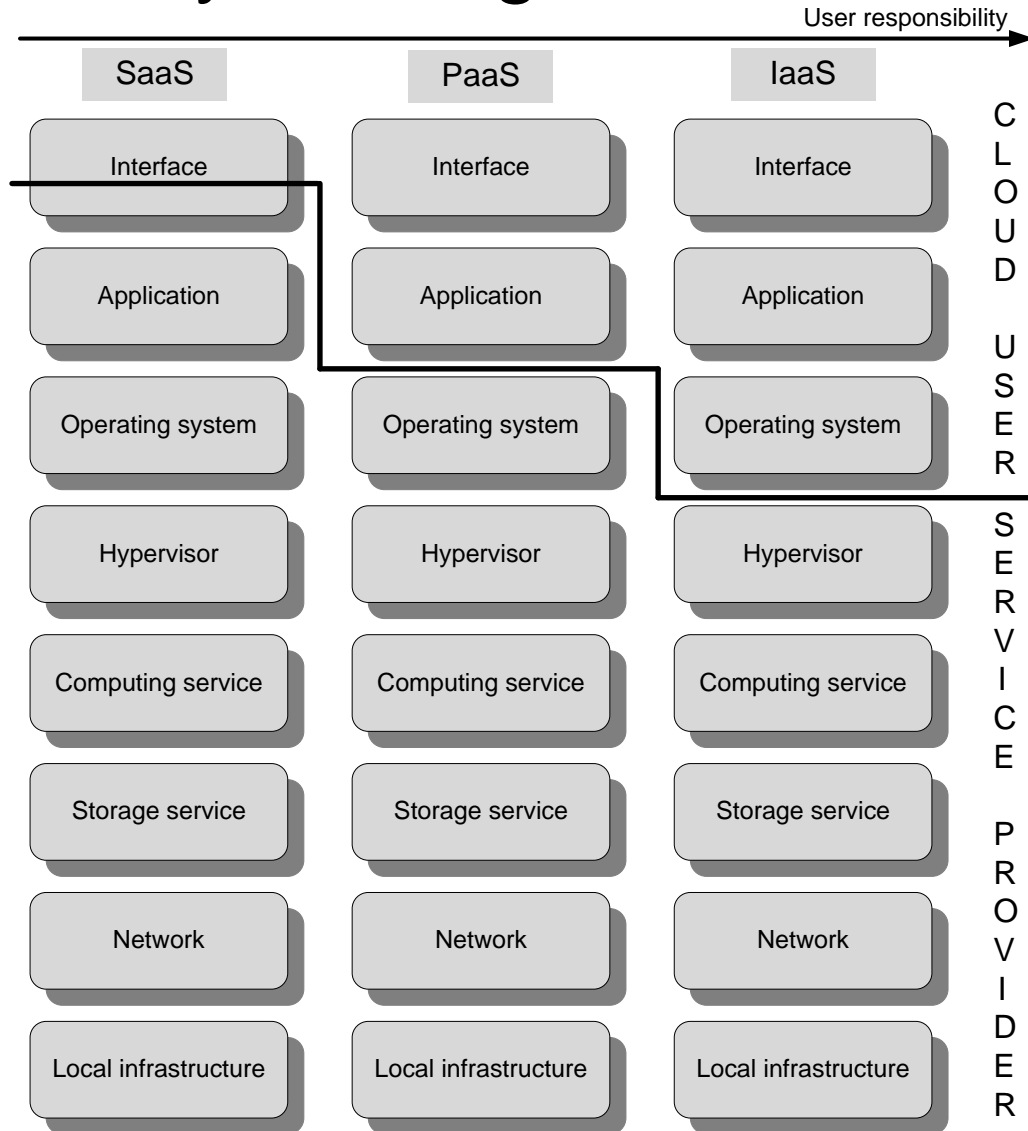 User responsibility
SaaS PaaS IaaS
Interface Interface Interface
Application Application Application
Operating system Operating system Operating system
Hypervisor Hypervisor Hypervisor
Computing service Computing service Computing service
Storage service Storage service Storage service
Network Network Network
Local infrastructure Local infrastructure Local infrastructure
CLOUD USER
SERVICE PROVIDER